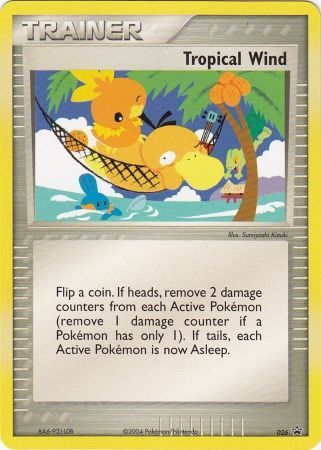 TRAINER
Tropical Wind
Illus. Sumiyoshi Kizuki
Flip a coin. If heads, remove 2 damage
counters from each Active Pokémon
(remove 1 damage counter if a
Pokémon has only 1). If tails, each
Active Pokémon is now Asleep.
©2004 Pokémon/Nintendo
026